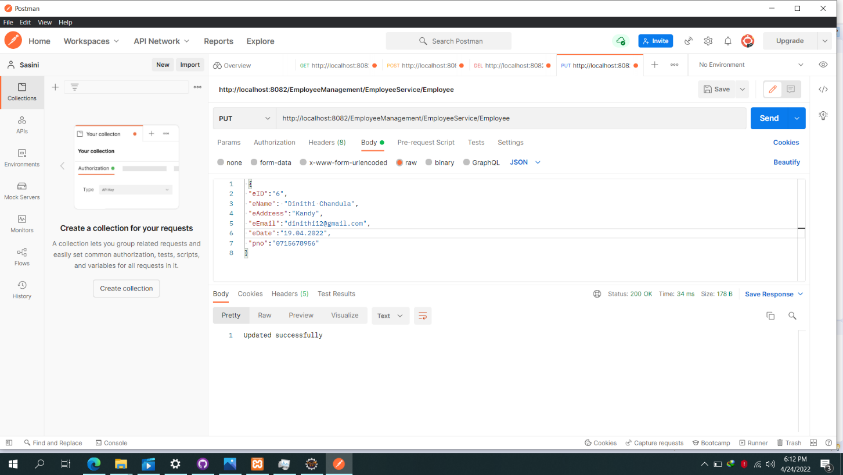 Postman
File Edit View Help
Home Workspaces API Network Reports Explore Search Postman Invite Upgrade
Sasini New Import Overview GET http://localhost:808 POST http://localhost:80 DEL http://localhost:808 PUT http://localhost:808 No Environment
http://localhost:8082/EmployeeManagement/EmployeeService/Employee Save
PUT http://localhost:8082/EmployeeManagement/EmployeeService/Employee Send
Params Authorization Headers (8) Body Pre-request Script Tests Settings Cookies
none form-data x-www-form-urlencoded raw binary GraphQL JSON Beautify
Collections
APIs
Environments
Mock Servers
Monitors
Flows
History
Your collection
Your collection
Authorization
Type
Create a collection for your requests
A collection lets you group related requests and
easily set common authorization, tests, scripts,
and variables for all requests in it.
Create collection
1 {
2 "eID":"6",
3 "eName": "Dinithi Chandula",
4 "eAddress":"Kandy",
5 "eEmail":"dinithi12@gmail.com",
6 "eDate":"19.04.2022",
7 "pno":"0715678956"
8 }
Body Cookies Headers (5) Test Results Status: 200 OK Time: 34 ms Size: 178 B Save Response
Pretty Raw Preview Visualize Text
1 Updated successfully
Find and Replace Console Cookies Capture requests Bootcamp Runner Trash
6:12 PM
4/24/2022